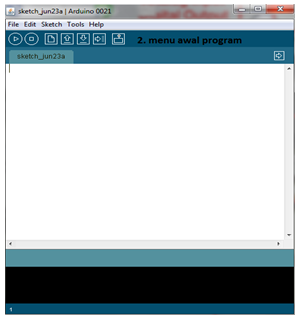 sketch_jun23a | Arduino 0021
File Edit Sketch Tools Help
2. menu awal program
sketch_jun23a
1